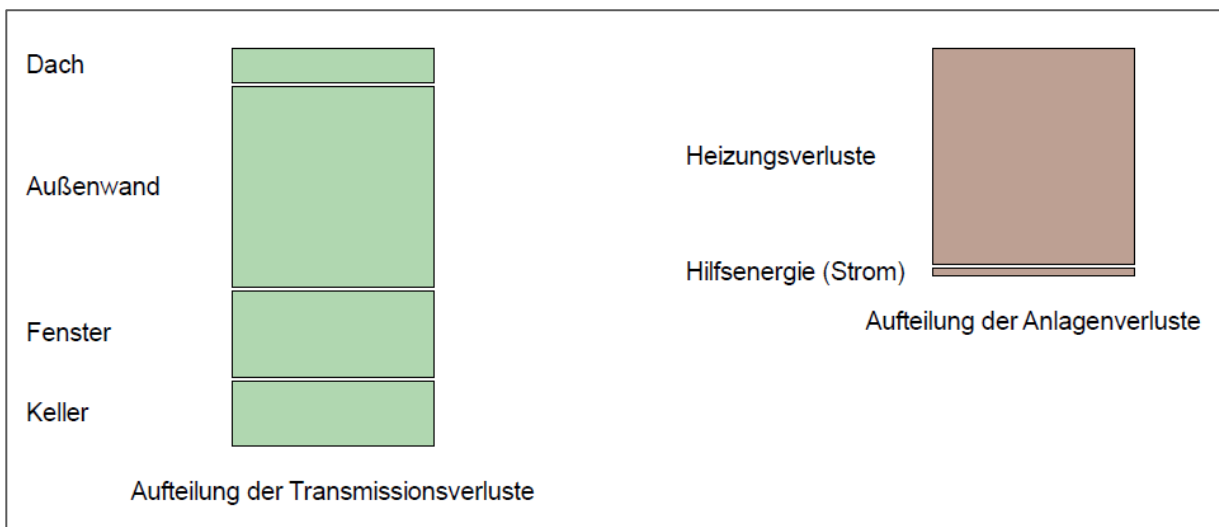 Dach
Außenwand
Fenster
Keller
Aufteilung der Transmissionsverluste
Heizungsverluste
Hilfsenergie (Strom)
Aufteilung der Anlagenverluste